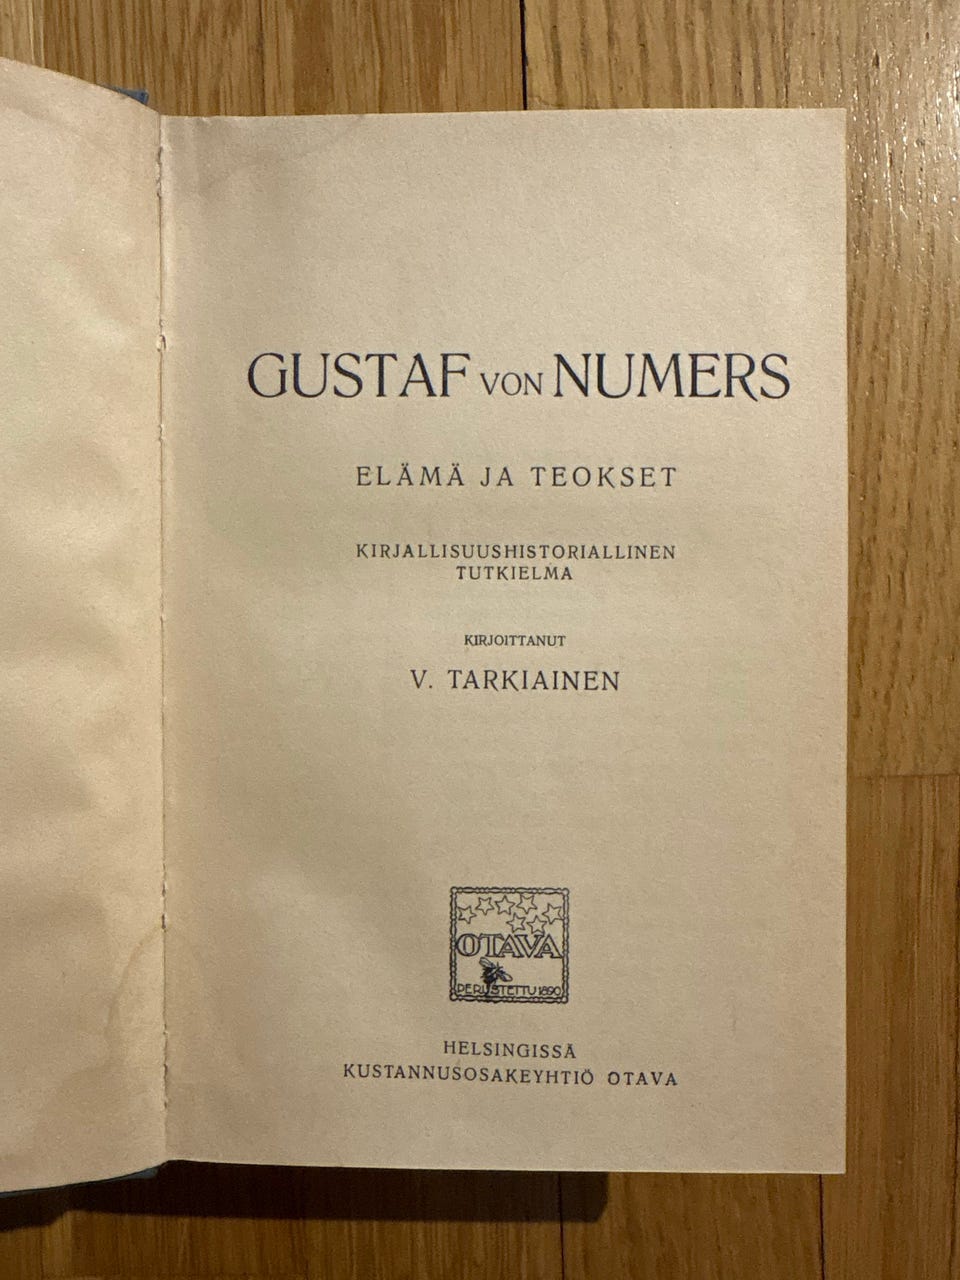 GUSTAF VON NUMERS
ELÄMÄ JA TEOKSET
KIRJALLISUUSHISTORIALLINEN
TUTKIELMA
KIRJOITTANUT
V. TARKIAINEN
OTAVA
PERUSTETTU 1890
HELSINGISSÄ
KUSTANNUSOSAKEYHTIÖ OTAVA